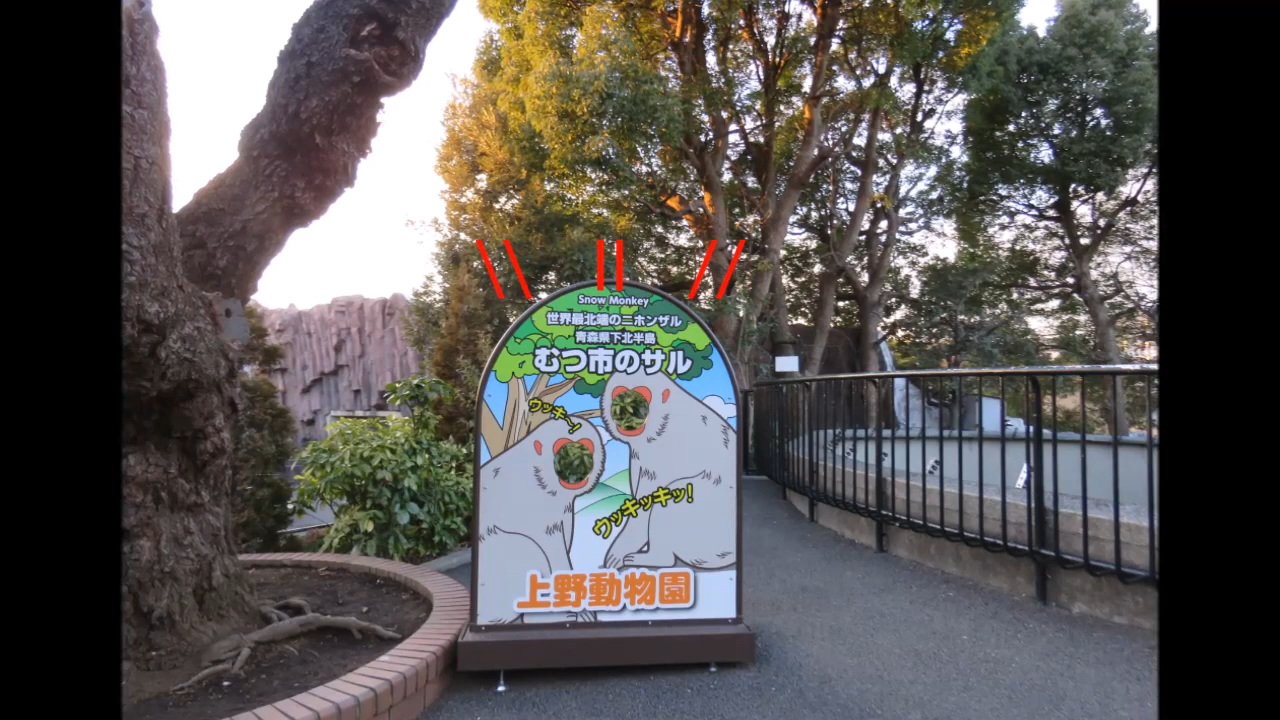 Snow Monkey
世界最北端のニホンザル
青森県下北半島
むつ市のサル
ウッキー!
ウッキッキッ!
上野動物園